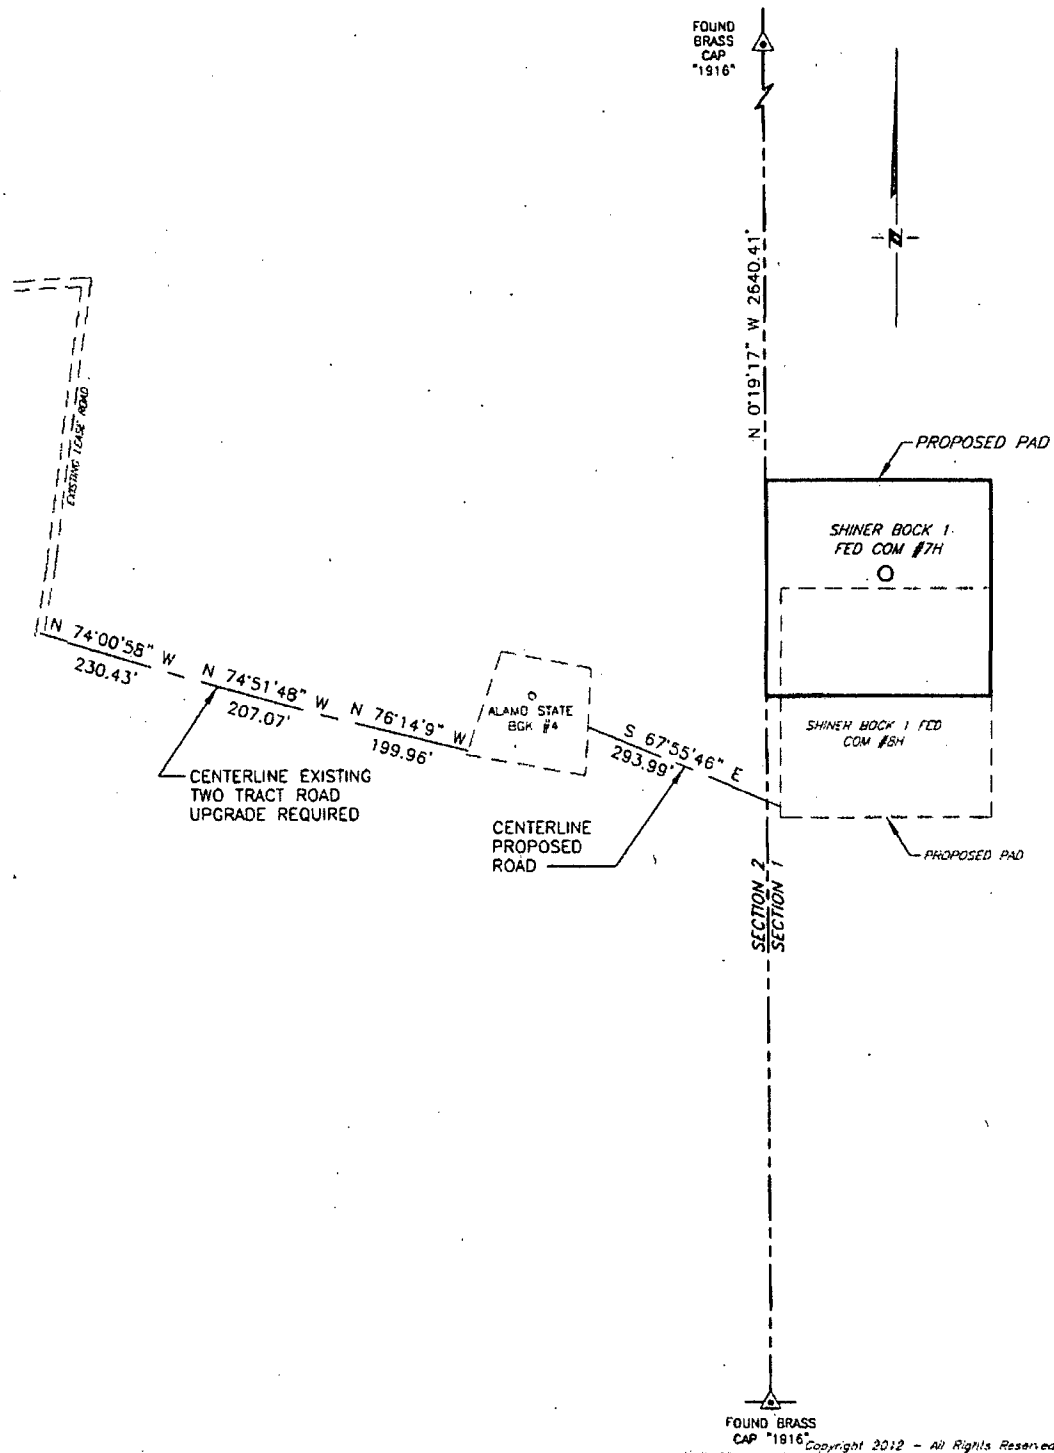 FOUND
BRASS
CAP
"1916"
N 0°19'17" W 2640.41'
EXISTING LEASE ROAD
PROPOSED PAD
SHINER BOCK 1
FED COM #7H
N 74°00'58" W
230.43'
N 74°51'48" W
207.07'
N 76°14'9" W
199.96'
ALAMO STATE
BGK #4
S 67°55'46" E
293.99'
SHINER BOCK 1 FED
COM #8H
CENTERLINE EXISTING
TWO TRACT ROAD
UPGRADE REQUIRED
CENTERLINE
PROPOSED
ROAD
PROPOSED PAD
SECTION 2
SECTION 1
FOUND BRASS
CAP "1916"
Copyright 2012 - All Rights Reserved